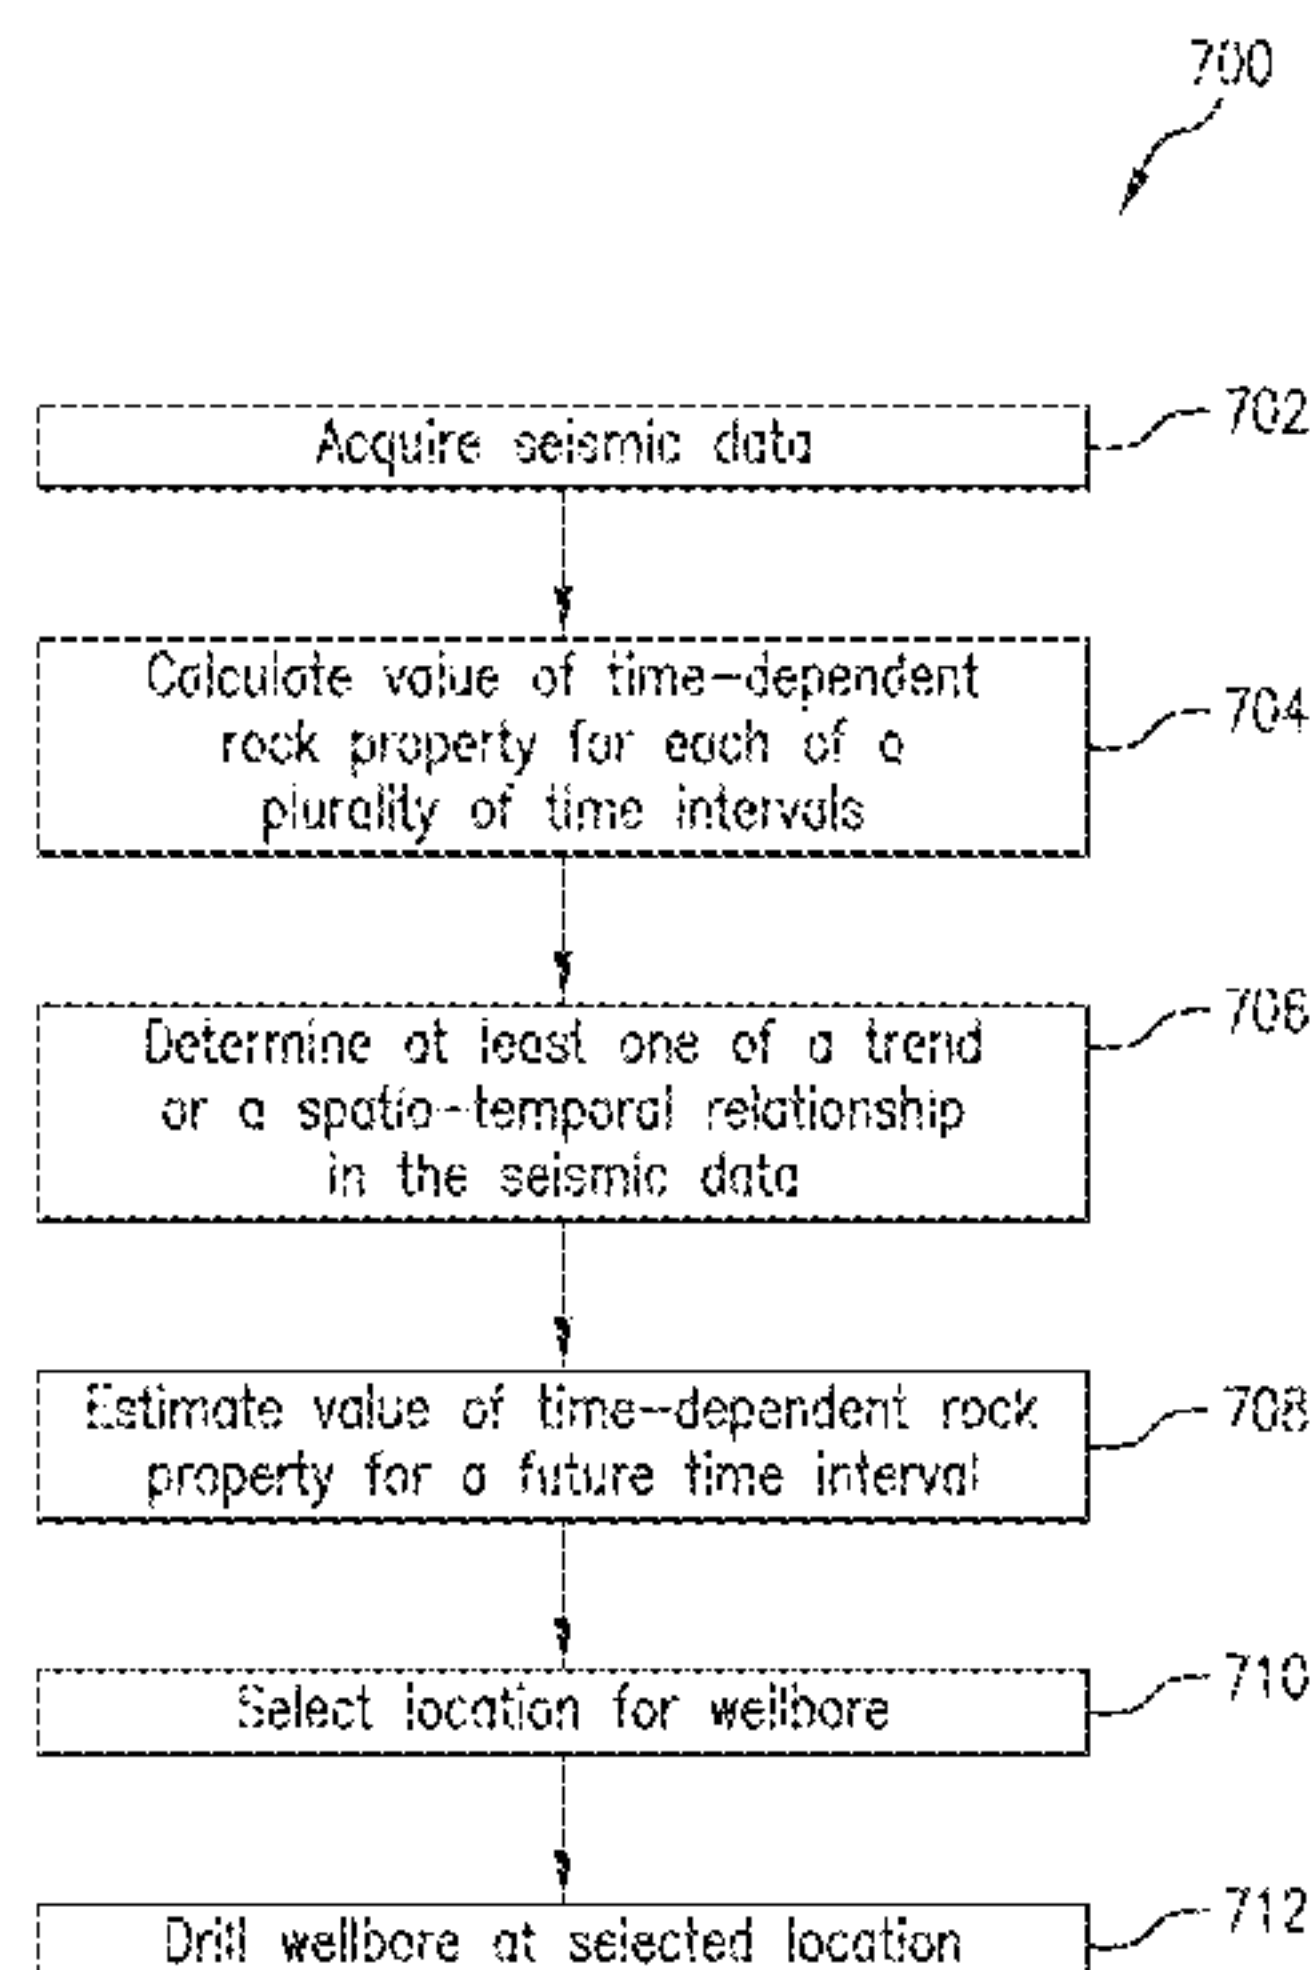 700
Acquire seismic data
702
Calculate value of time-dependent
rock property for each of a
plurality of time intervals
704
Determine at least one of a trend
or a spatio-temporal relationship
in the seismic data
706
Estimate value of time-dependent rock
property for a future time interval
708
Select location for wellbore
710
Drill wellbore at selected location
712